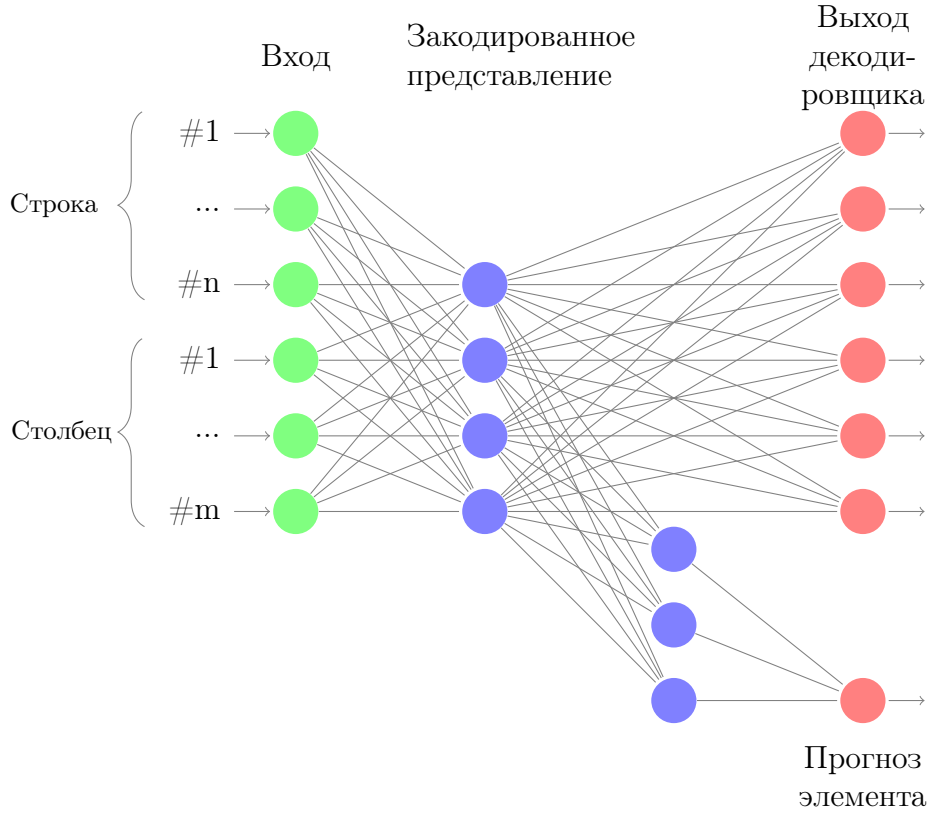 Вход
Закодированное
представление
Выход
декоди-
ровщика
Строка
#1
...
#n
Столбец
#1
...
#m
Прогноз
элемента